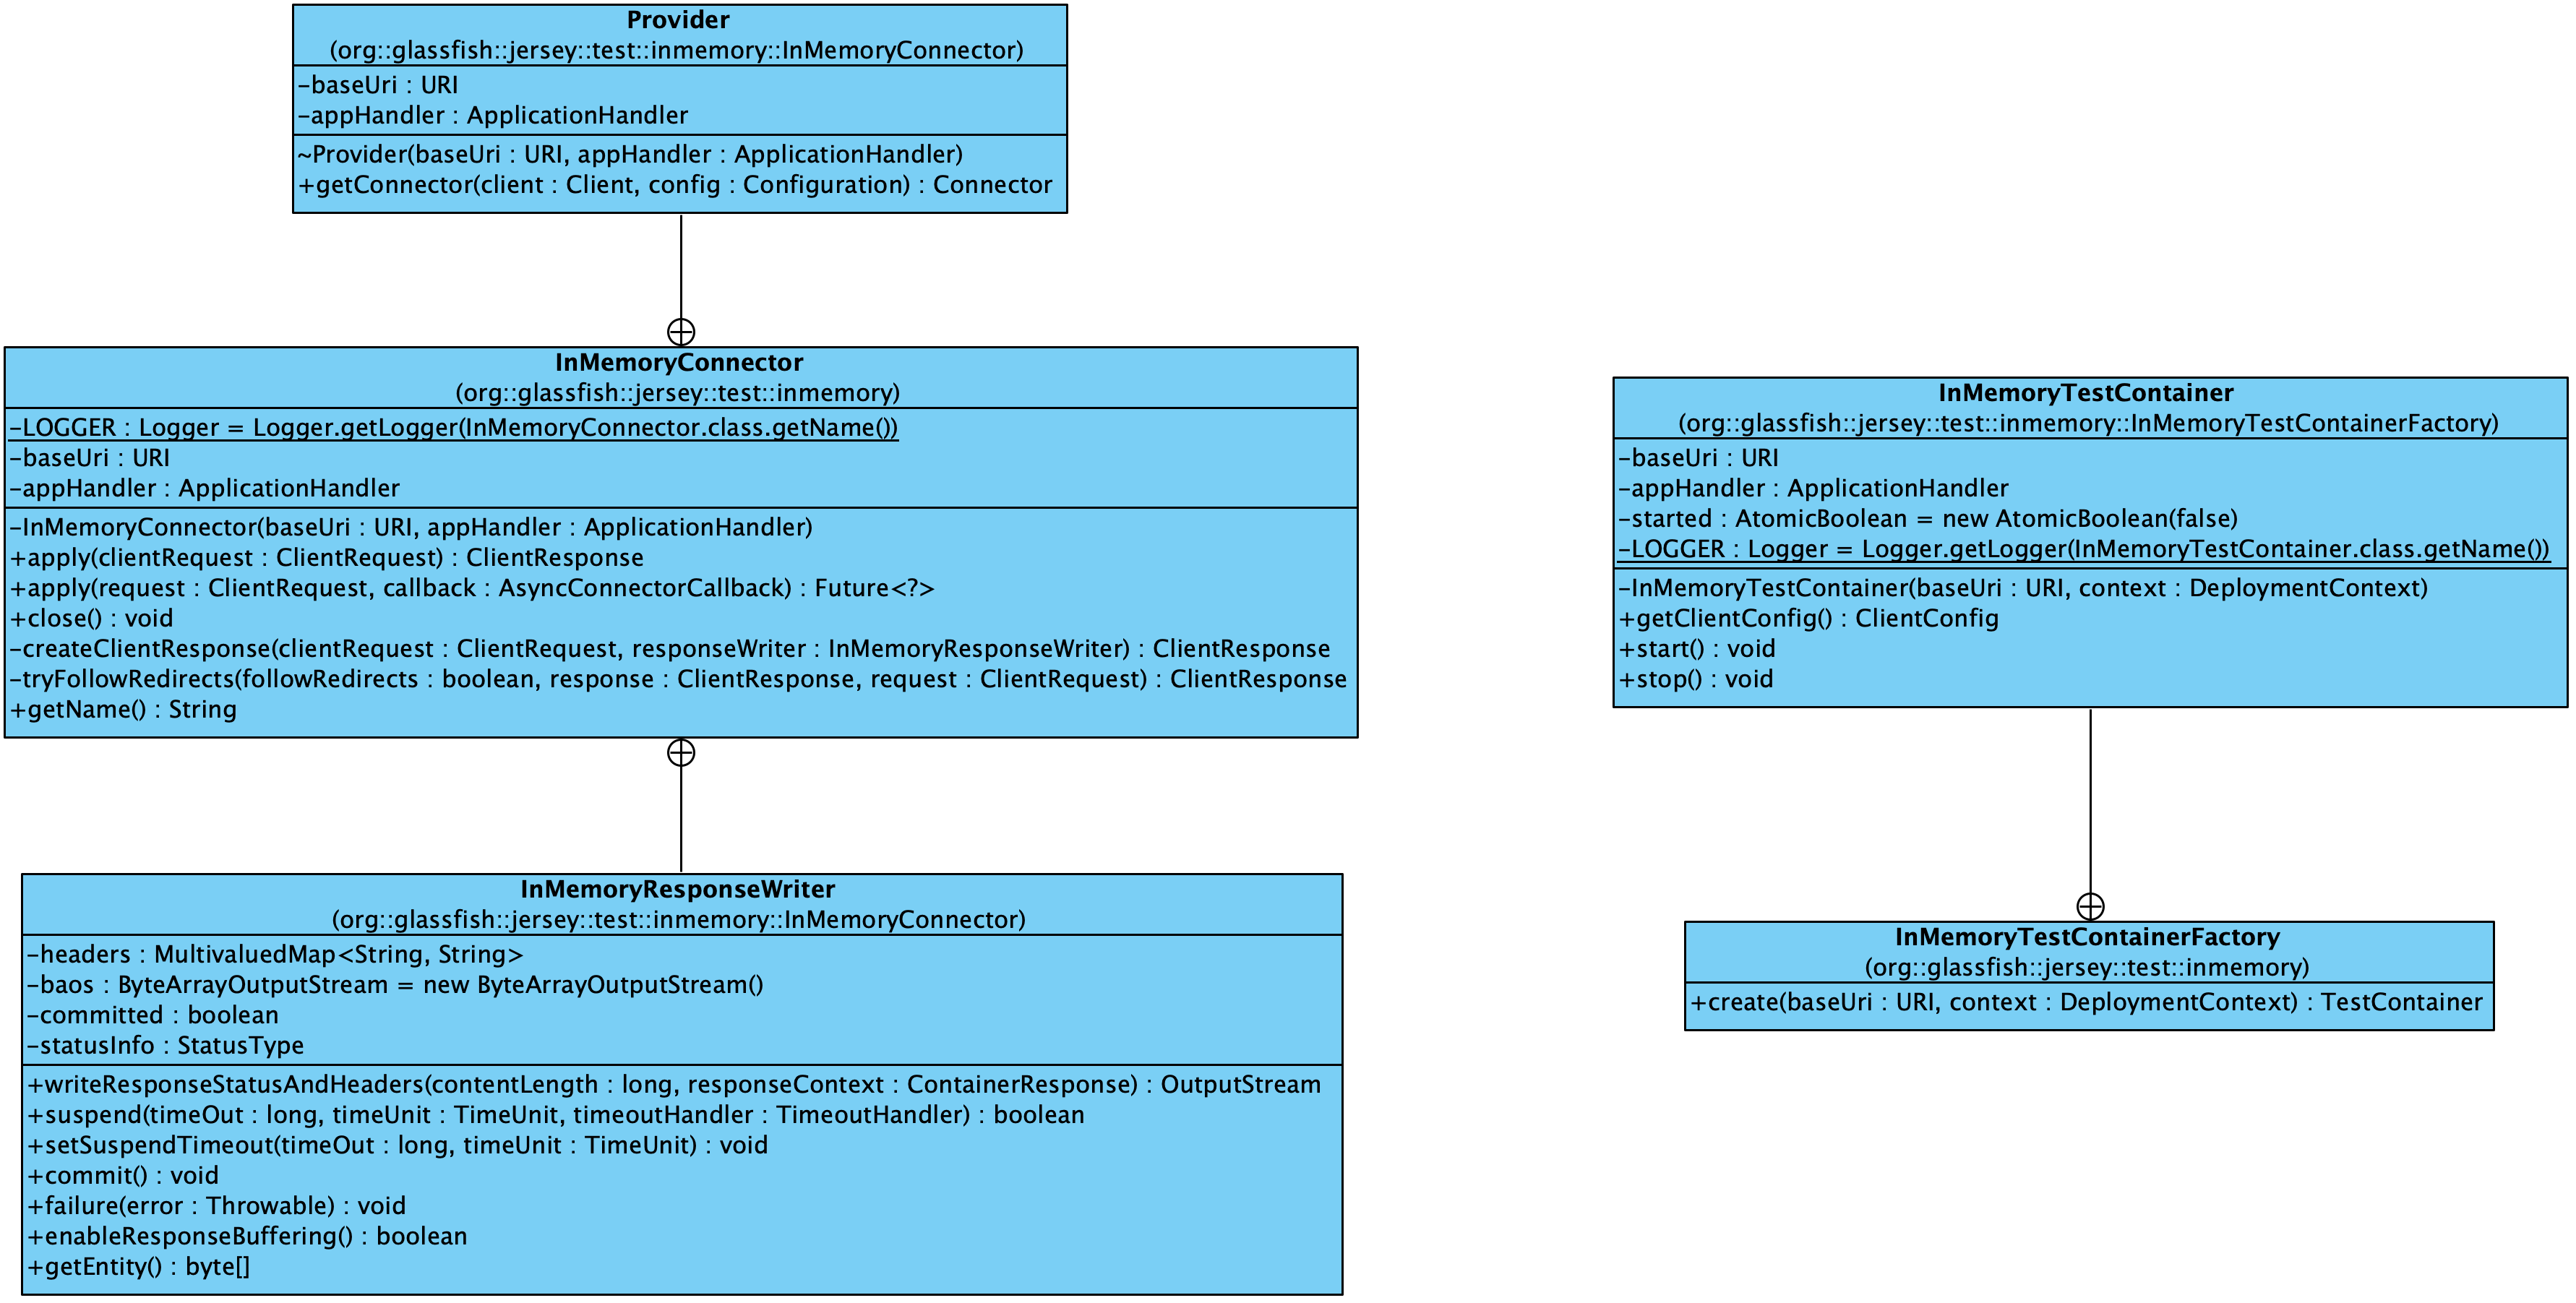 Provider
(org::glassfish::jersey::test::inmemory::InMemoryConnector)
-baseUri : URI
-appHandler : ApplicationHandler
~Provider(baseUri : URI, appHandler : ApplicationHandler)
+getConnector(client : Client, config : Configuration) : Connector
InMemoryConnector
(org::glassfish::jersey::test::inmemory)
-LOGGER : Logger = Logger.getLogger(InMemoryConnector.class.getName())
-baseUri : URI
-appHandler : ApplicationHandler
-InMemoryConnector(baseUri : URI, appHandler : ApplicationHandler)
+apply(clientRequest : ClientRequest) : ClientResponse
+apply(request : ClientRequest, callback : AsyncConnectorCallback) : Future<?>
+close() : void
-createClientResponse(clientRequest : ClientRequest, responseWriter : InMemoryResponseWriter) : ClientResponse
-tryFollowRedirects(followRedirects : boolean, response : ClientResponse, request : ClientRequest) : ClientResponse
+getName() : String
InMemoryResponseWriter
(org::glassfish::jersey::test::inmemory::InMemoryConnector)
-headers : MultivaluedMap<String, String>
-baos : ByteArrayOutputStream = new ByteArrayOutputStream()
-committed : boolean
-statusInfo : StatusType
+writeResponseStatusAndHeaders(contentLength : long, responseContext : ContainerResponse) : OutputStream
+suspend(timeOut : long, timeUnit : TimeUnit, timeoutHandler : TimeoutHandler) : boolean
+setSuspendTimeout(timeOut : long, timeUnit : TimeUnit) : void
+commit() : void
+failure(error : Throwable) : void
+enableResponseBuffering() : boolean
+getEntity() : byte[]
InMemoryTestContainer
(org::glassfish::jersey::test::inmemory::InMemoryTestContainerFactory)
-baseUri : URI
-appHandler : ApplicationHandler
-started : AtomicBoolean = new AtomicBoolean(false)
-LOGGER : Logger = Logger.getLogger(InMemoryTestContainer.class.getName())
-InMemoryTestContainer(baseUri : URI, context : DeploymentContext)
+getClientConfig() : ClientConfig
+start() : void
+stop() : void
InMemoryTestContainerFactory
(org::glassfish::jersey::test::inmemory)
+create(baseUri : URI, context : DeploymentContext) : TestContainer